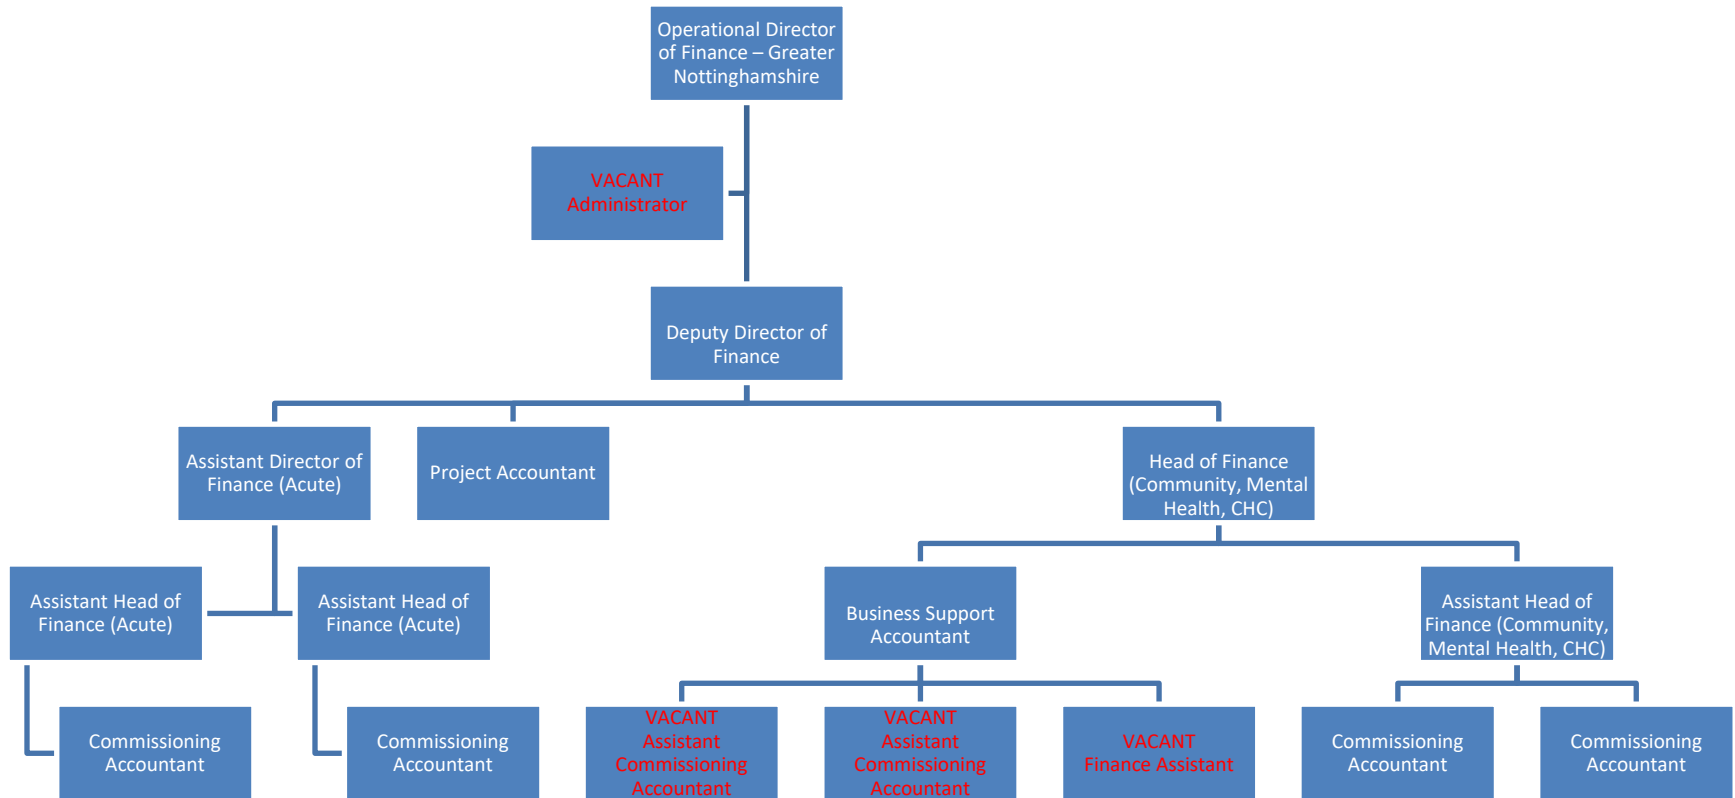 Operational Director
of Finance – Greater
Nottinghamshire
VACANT
Administrator
Deputy Director of
Finance
Assistant Director of
Finance (Acute)
Project Accountant
Head of Finance
(Community, Mental
Health, CHC)
Assistant Head of
Finance (Acute)
Assistant Head of
Finance (Acute)
Business Support
Accountant
Assistant Head of
Finance (Community,
Mental Health, CHC)
Commissioning
Accountant
Commissioning
Accountant
VACANT
Assistant
Commissioning
Accountant
VACANT
Assistant
Commissioning
Accountant
VACANT
Finance Assistant
Commissioning
Accountant
Commissioning
Accountant